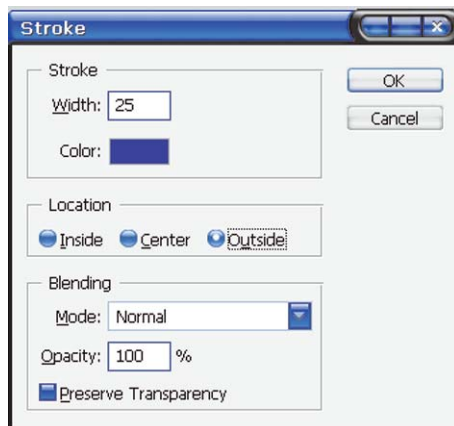 Stroke
Stroke
OK
Width: 25
Cancel
Color:
Location
Inside Center Outside
Blending
Mode: Normal
Opacity: 100 %
Preserve Transparency